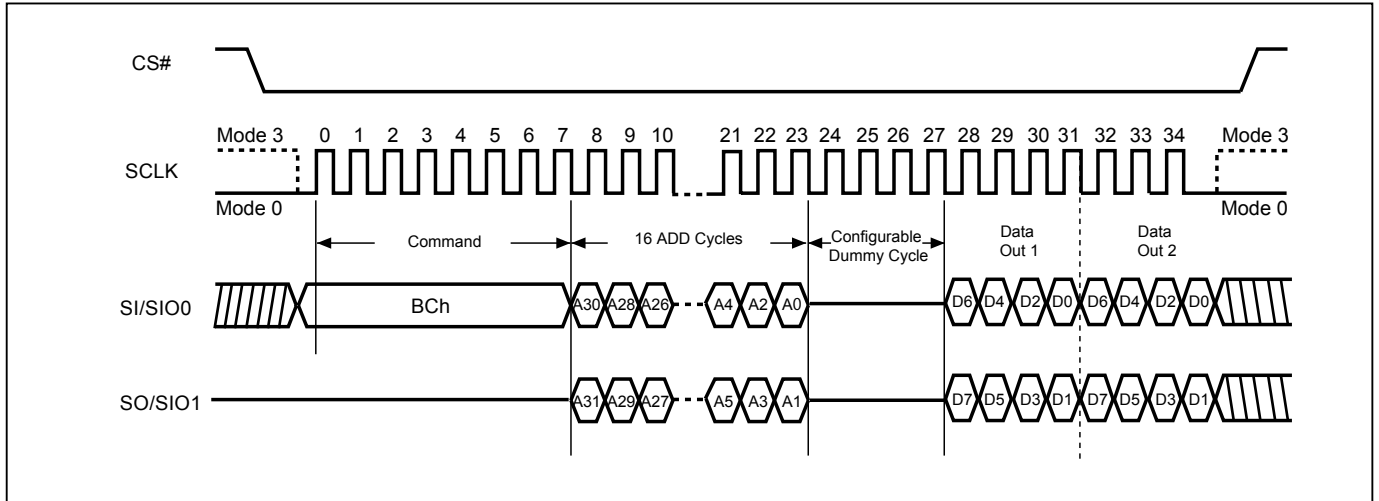 CS#
Mode 3 0 1 2 3 4 5 6 7 8 9 10 21 22 23 24 25 26 27 28 29 30 31 32 33 34 Mode 3
SCLK
Mode 0 Mode 0
Command 16 ADD Cycles Configurable Dummy Cycle Data Out 1 Data Out 2
SI/SIO0 BCh A30 A28 A26 A4 A2 A0 D6 D4 D2 D0 D6 D4 D2 D0
SO/SIO1 A31 A29 A27 A5 A3 A1 D7 D5 D3 D1 D7 D5 D3 D1